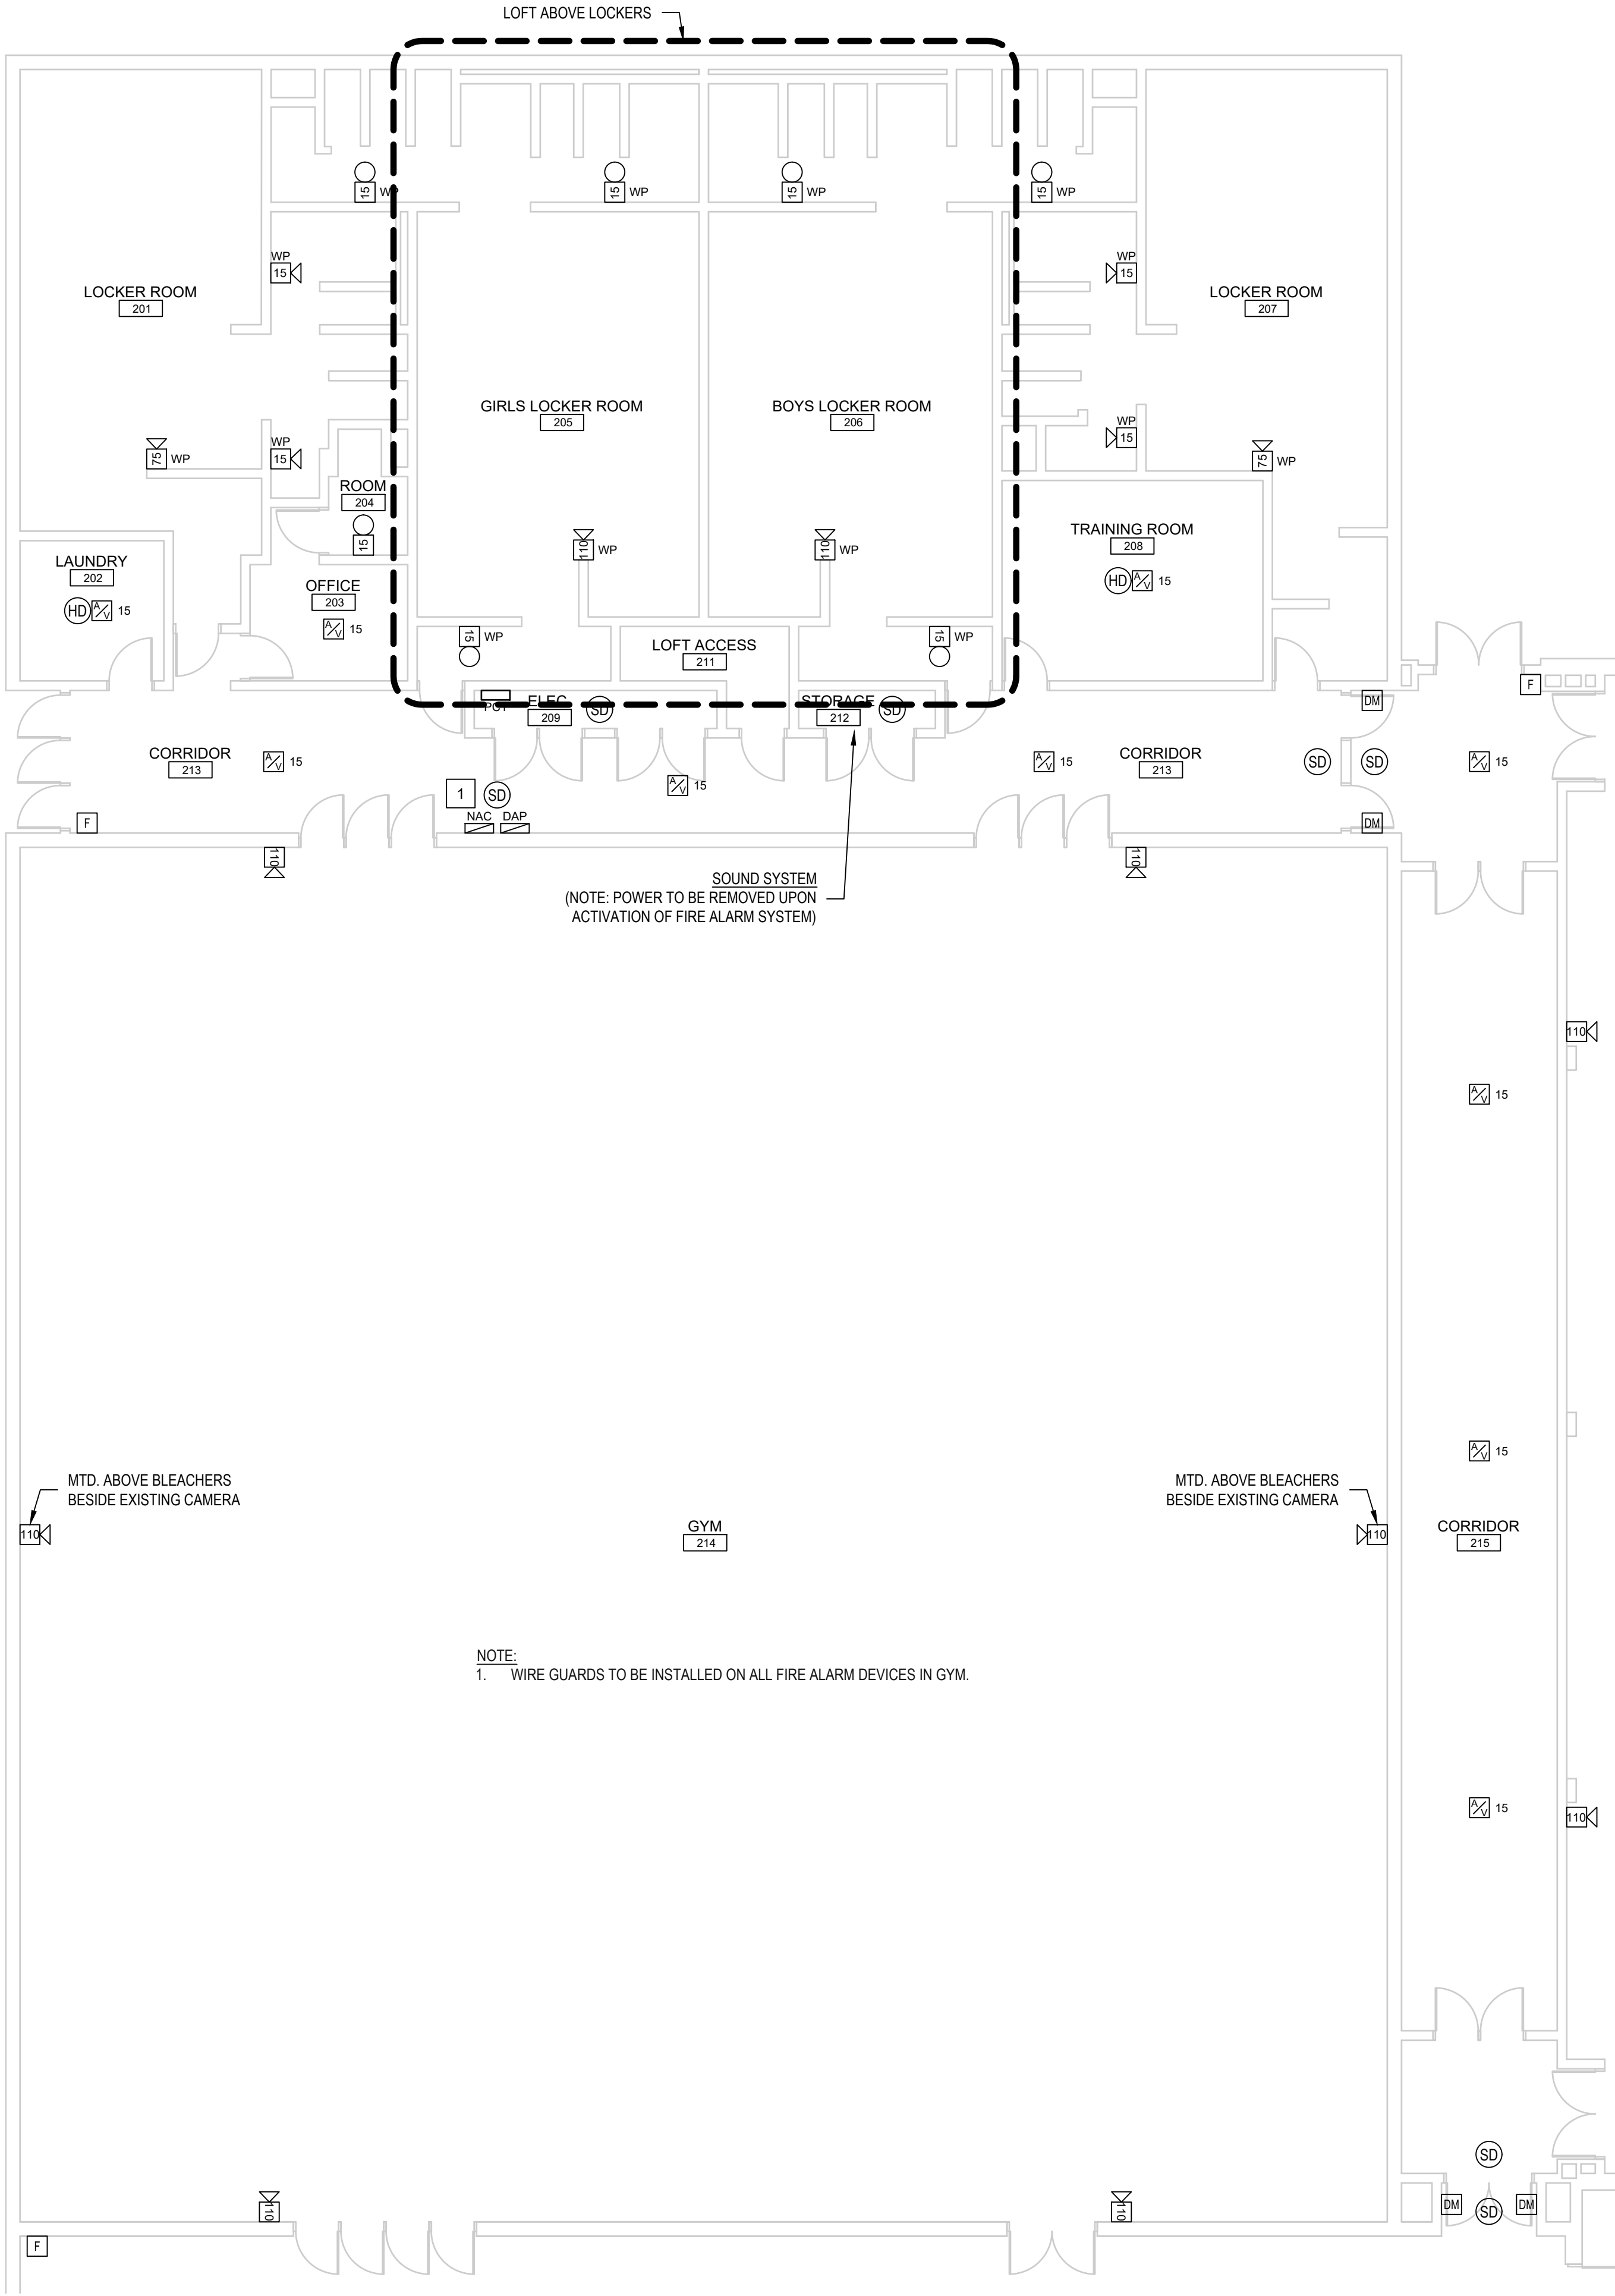 LOFT ABOVE LOCKERS
15
WP
15 WP
15 WP
15 WP
WP
15
WP
15
LOCKER ROOM
201
LOCKER ROOM
207
GIRLS LOCKER ROOM
205
BOYS LOCKER ROOM
206
WP
15
WP
15
75 WP
75 WP
ROOM
204
15
110 WP
110 WP
TRAINING ROOM
208
HD A/V 15
LAUNDRY
202
HD A/V 15
OFFICE
203
A/V 15
15 WP
15 WP
LOFT ACCESS
211
F
ELEC
209
SD
STORAGE
212
SD
DM
CORRIDOR
213
A/V 15
A/V 15
A/V 15
CORRIDOR
213
SD
SD
A/V 15
1
SD
NAC DAP
F
DM
110
110
SOUND SYSTEM
(NOTE: POWER TO BE REMOVED UPON
ACTIVATION OF FIRE ALARM SYSTEM)
110
A/V 15
A/V 15
MTD. ABOVE BLEACHERS
BESIDE EXISTING CAMERA
110
MTD. ABOVE BLEACHERS
BESIDE EXISTING CAMERA
110
GYM
214
CORRIDOR
215
NOTE:
1. WIRE GUARDS TO BE INSTALLED ON ALL FIRE ALARM DEVICES IN GYM.
A/V 15
110
SD
DM
SD
DM
110
110
F